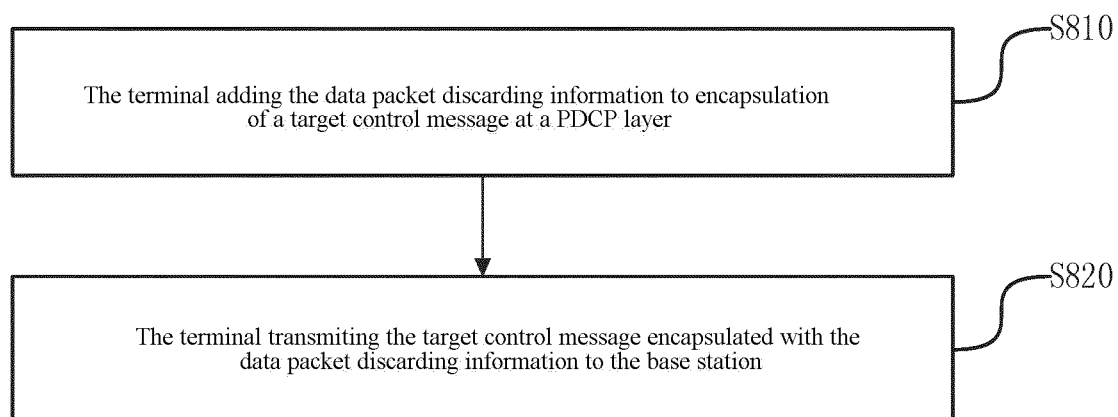 S810
The terminal adding the data packet discarding information to encapsulation
of a target control message at a PDCP layer
S820
The terminal transmiting the target control message encapsulated with the
data packet discarding information to the base station